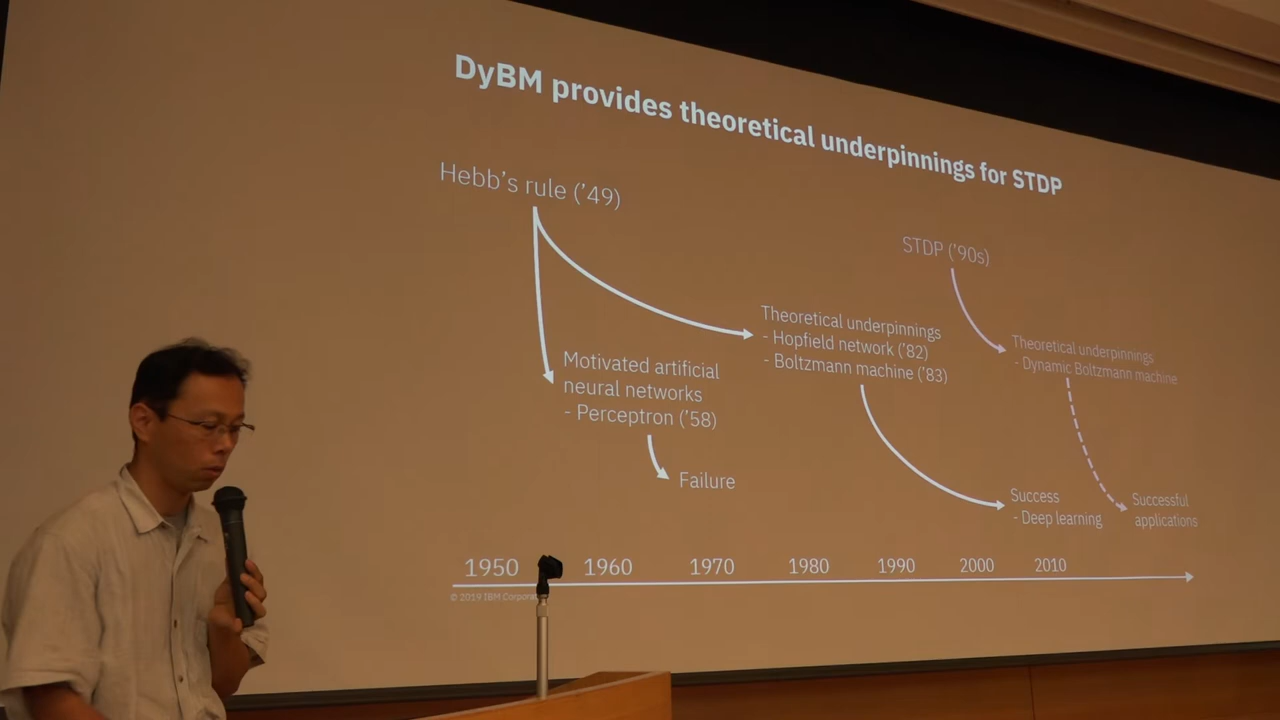 DyBM provides theoretical underpinnings for STDP
Hebb's rule ('49)
STDP ('90s)
Theoretical underpinnings
- Hopfield network ('82)
- Boltzmann machine ('83)
Theoretical underpinnings
- Dynamic Boltzmann machine
Motivated artificial
neural networks
- Perceptron ('58)
Failure
Success
- Deep learning
Successful
applications
1950 1960 1970 1980 1990 2000 2010
© 2019 IBM